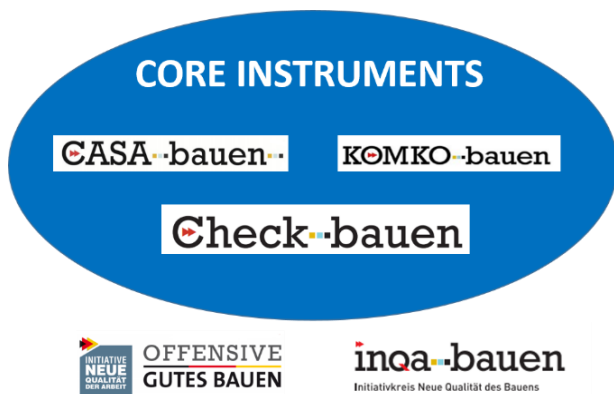 CORE INSTRUMENTS
CASA--bauen--
KOMKO--bauen
Check--bauen
INITIATIVE
NEUE
QUALITÄT
DER ARBEIT
OFFENSIVE
GUTES BAUEN
inqa--bauen
Initiativkreis Neue Qualität des Bauens